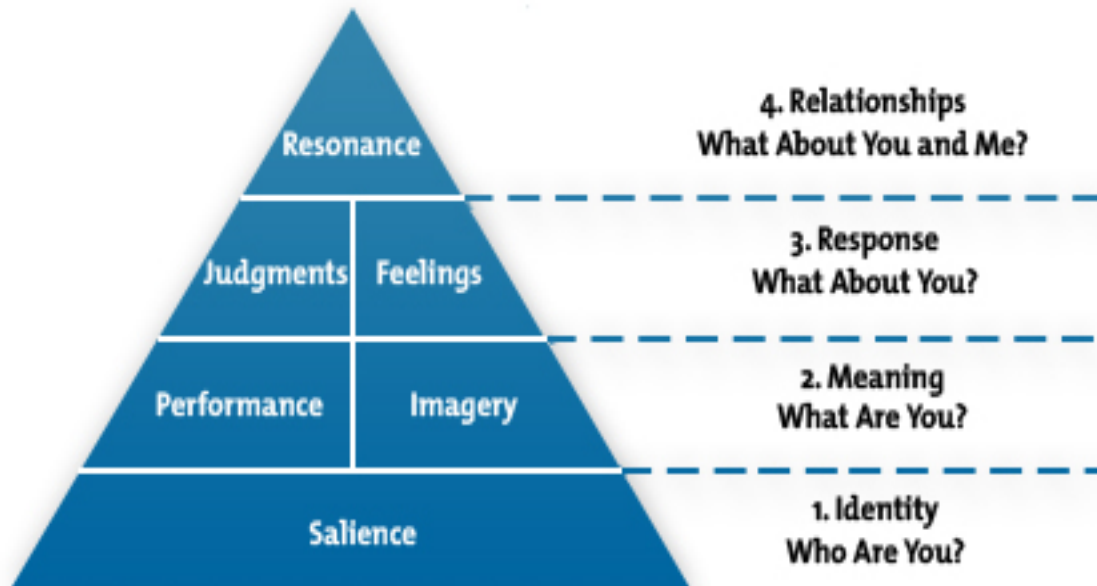 Resonance
4. Relationships
What About You and Me?
Judgments
Feelings
3. Response
What About You?
Performance
Imagery
2. Meaning
What Are You?
Salience
1. Identity
Who Are You?